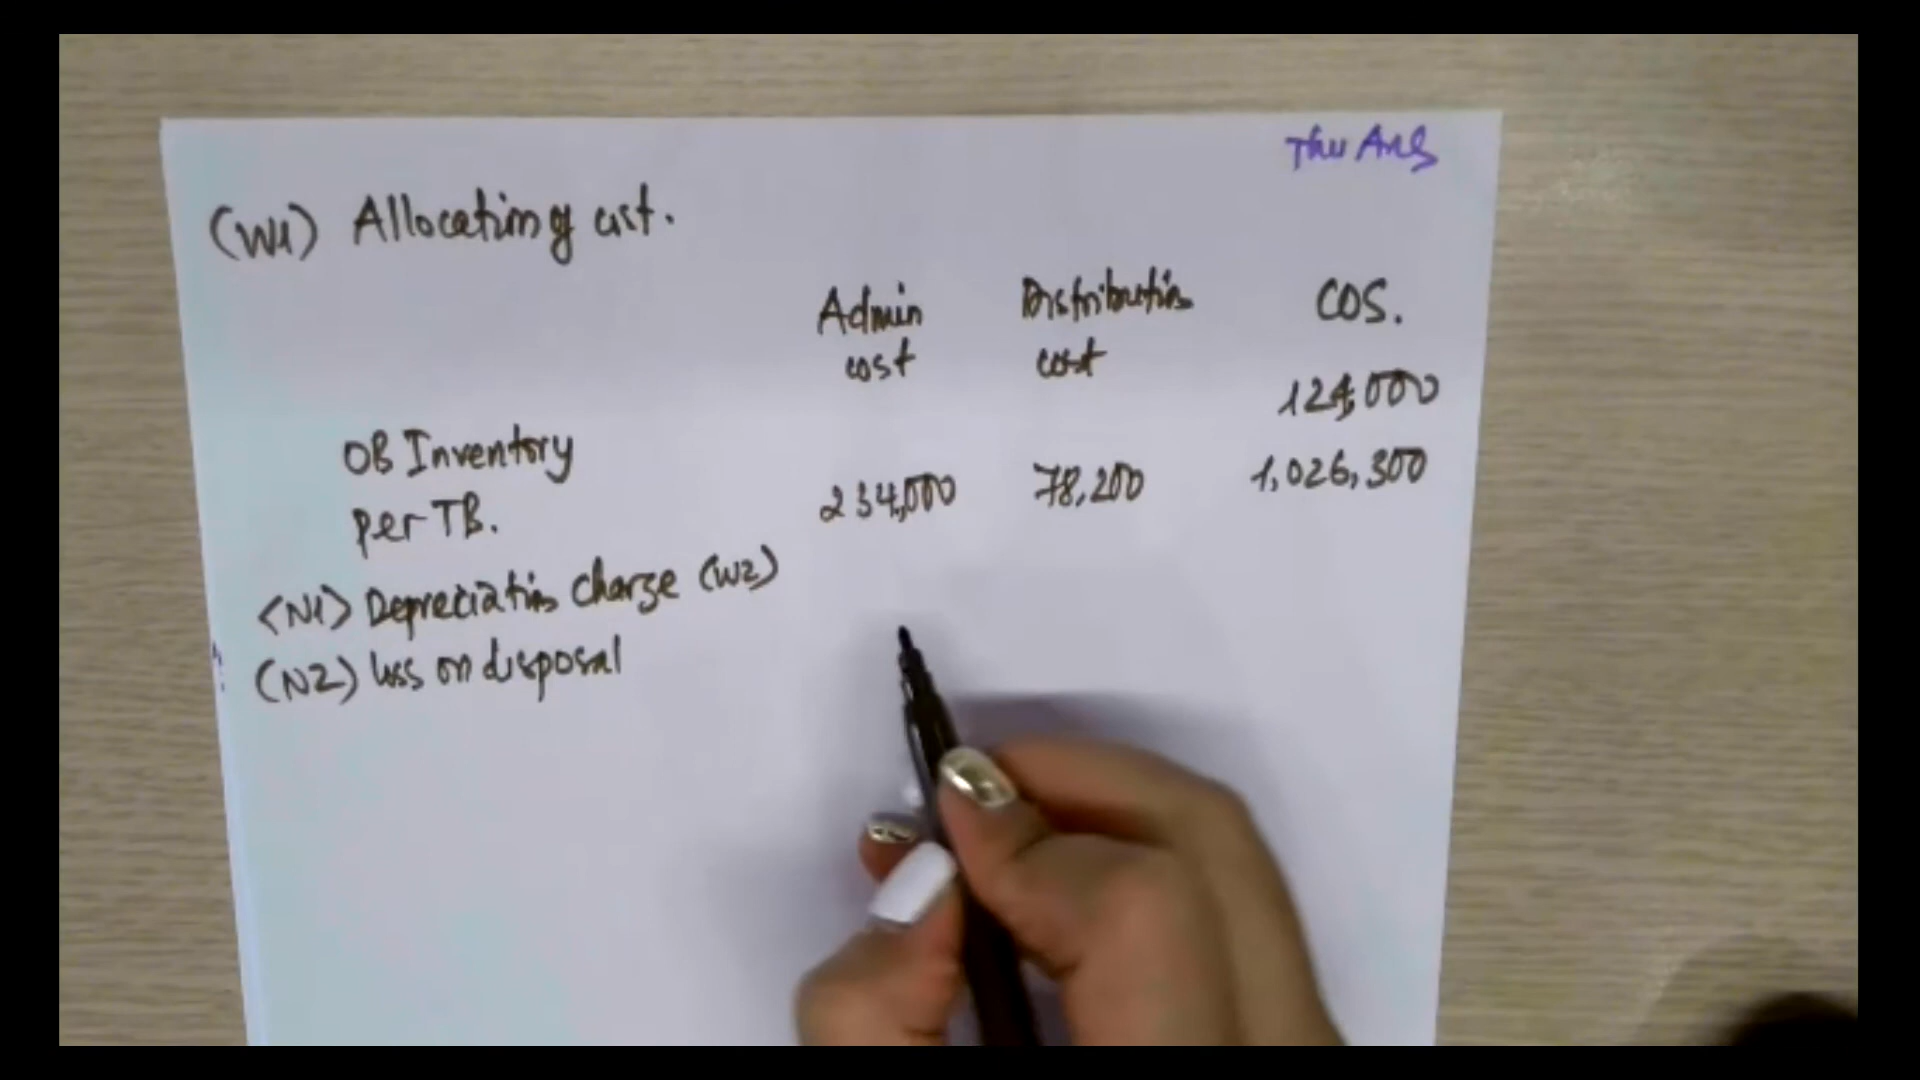 Thu Ang
(W1) Allocating cost.
Admin cost
Distribution cost
COS.
OB Inventory 124,000
per TB. 234,000 78,200 1,026,300
(N1) Depreciation charge (W2)
(N2) loss on disposal